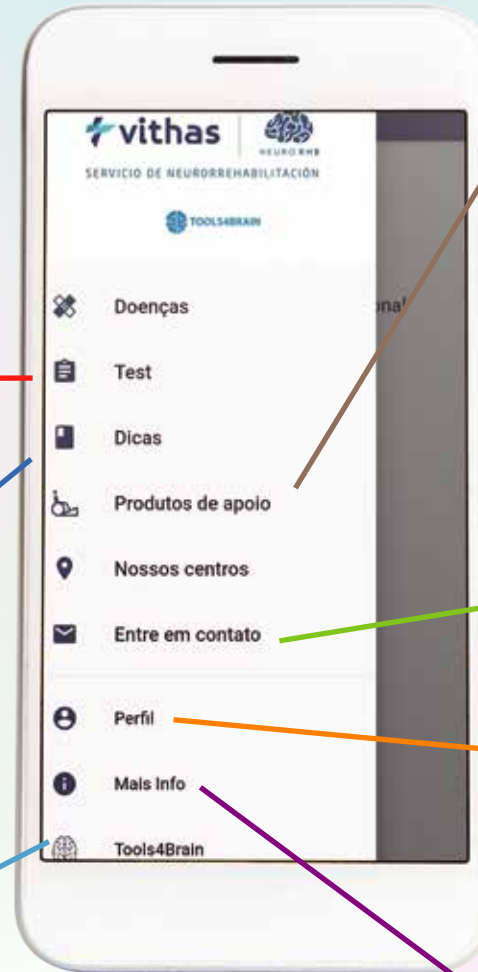 vithas
NEURO RHB
SERVICIO DE NEURORREHABILITACIÓN
TOOLS4BRAIN
Doenças
onal
Test
Dicas
Produtos de apoio
Nossos centros
Entre em contato
Perfil
Mais Info
Tools4Brain